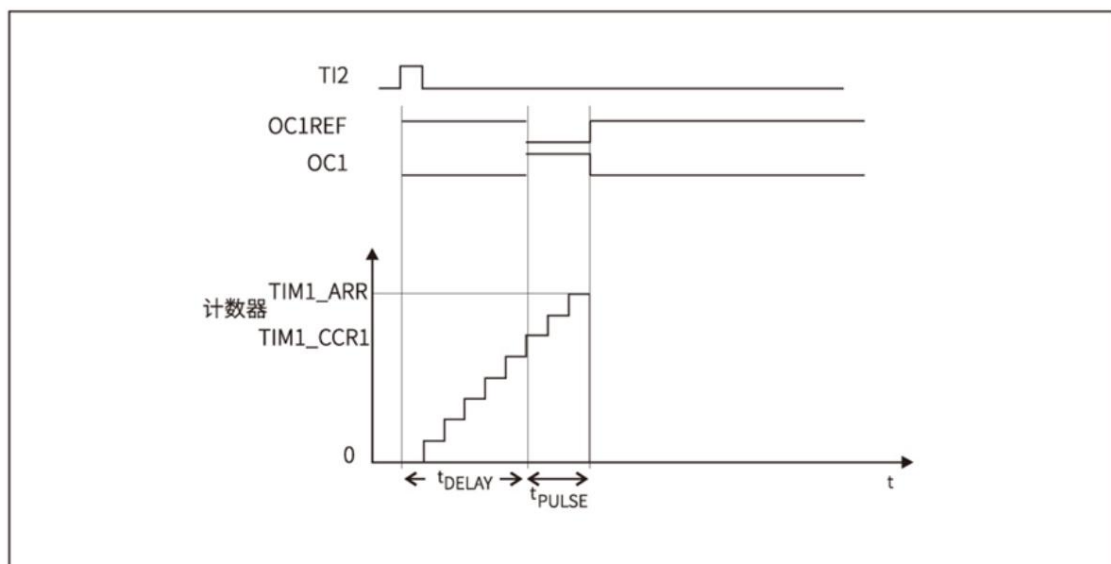 TI2
OC1REF
OC1
TIM1_ARR
计数器
TIM1_CCR1
0
tDELAY
tPULSE
t